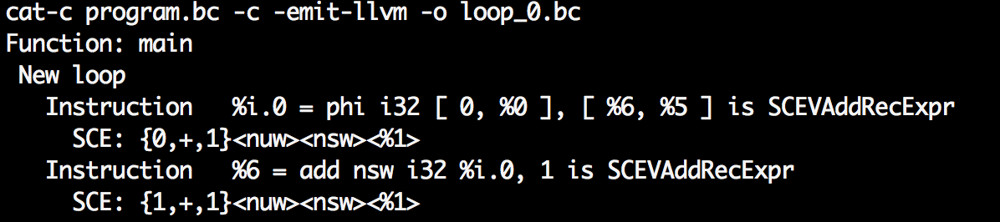 cat-c program.bc -c -emit-llvm -o loop_0.bc
Function: main
 New loop
   Instruction   %i.0 = phi i32 [ 0, %0 ], [ %6, %5 ] is SCEVAddRecExpr
     SCE: {0,+,1}<nuw><nsw><%1>
   Instruction   %6 = add nsw i32 %i.0, 1 is SCEVAddRecExpr
     SCE: {1,+,1}<nuw><nsw><%1>